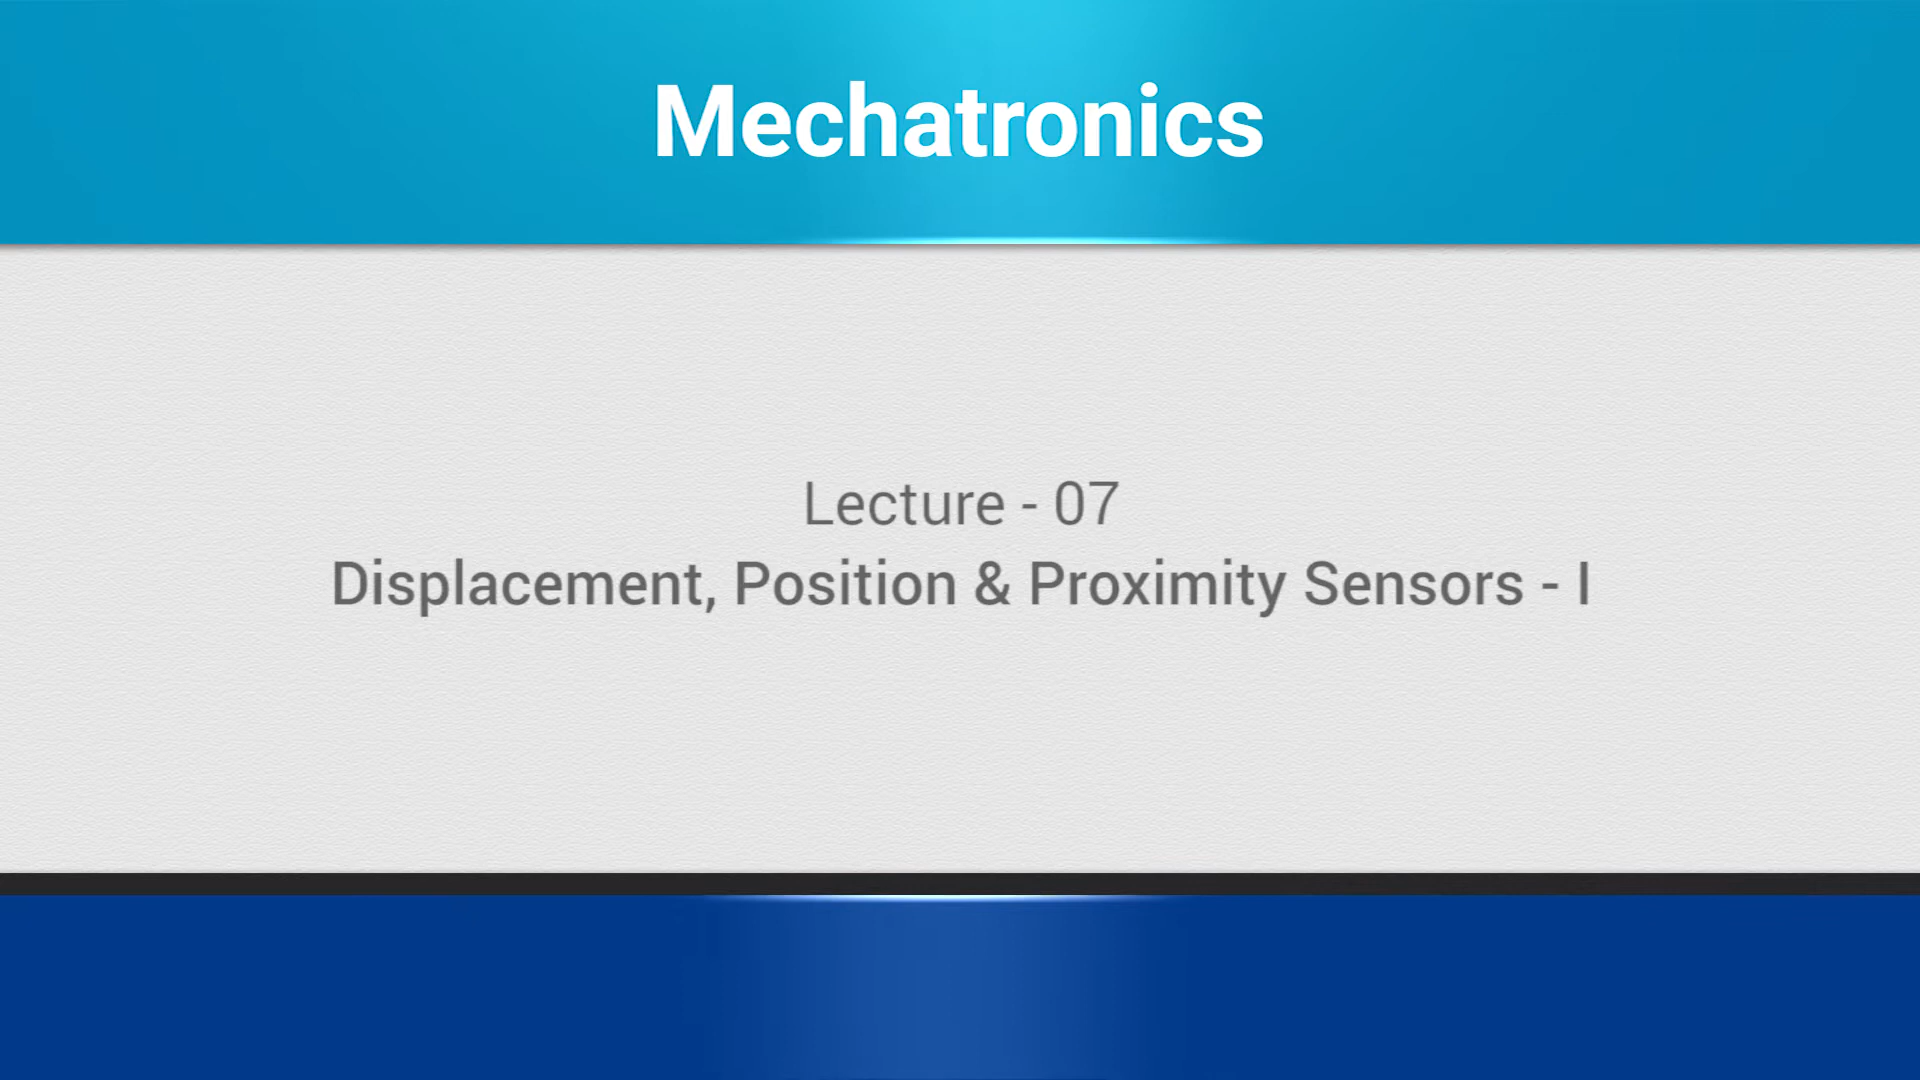 Mechatronics
Lecture - 07
Displacement, Position & Proximity Sensors - I